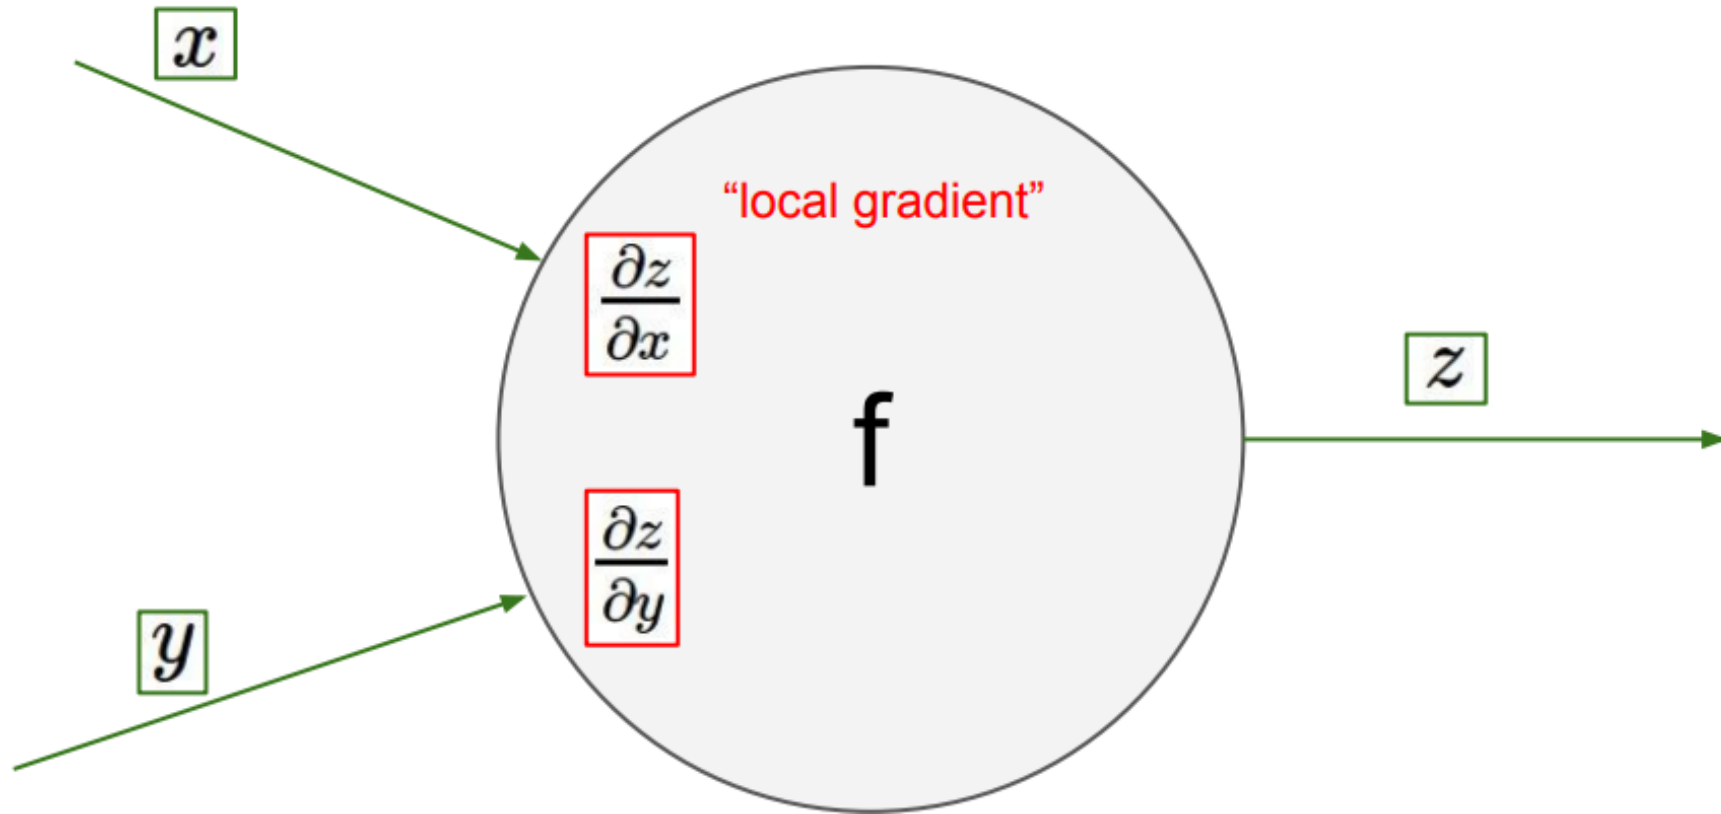 x
“local gradient”
∂z
∂x
f
z
∂z
∂y
y